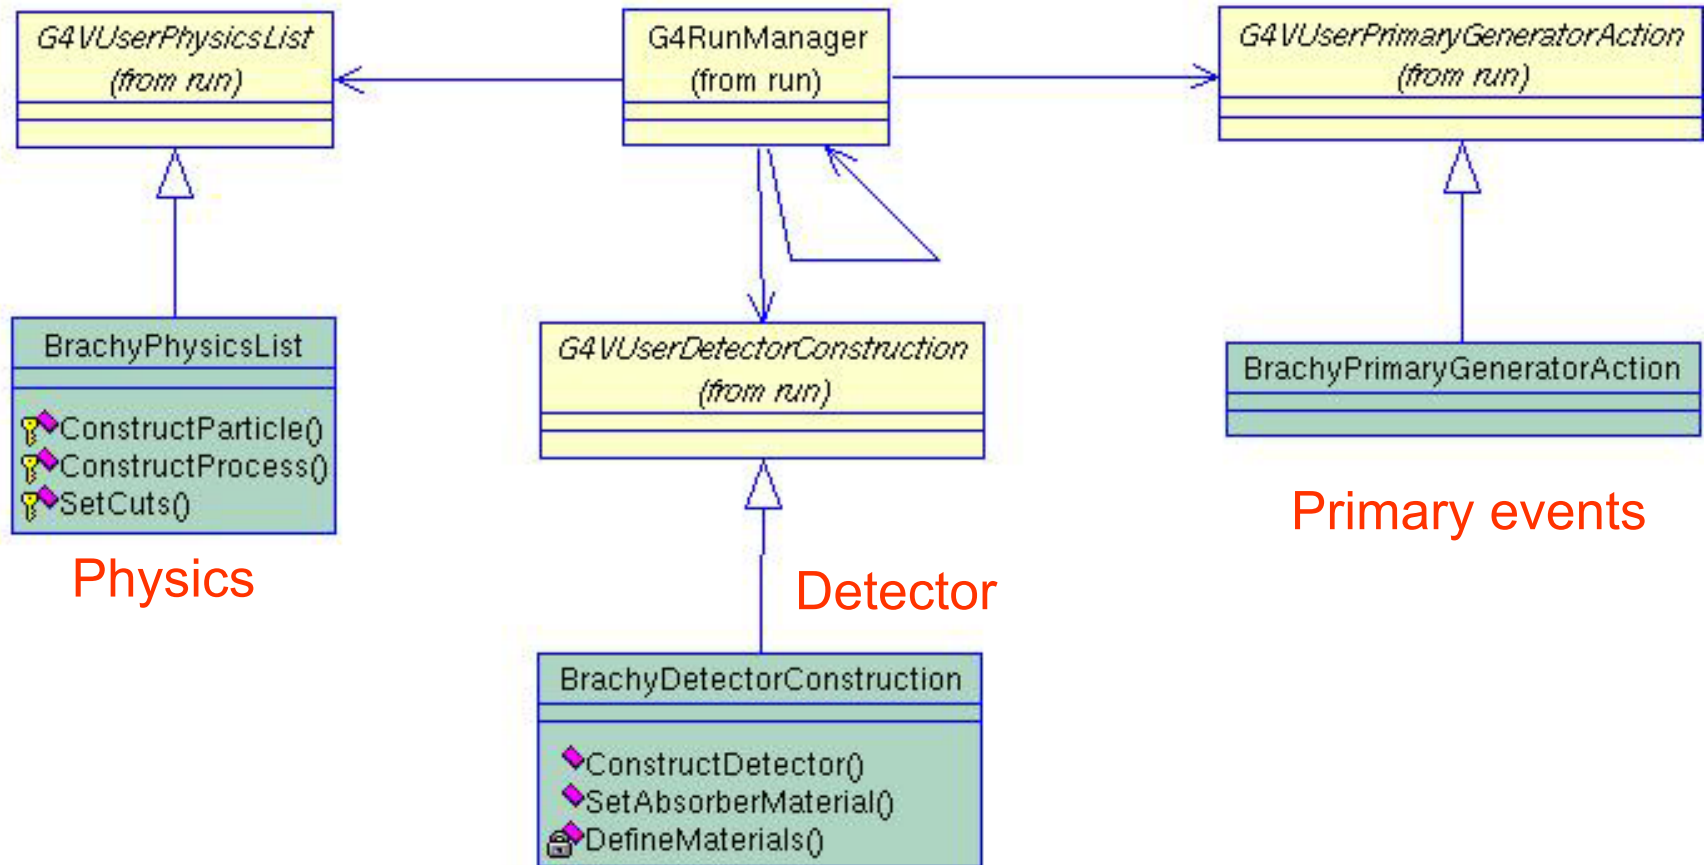 G4VUserPhysicsList
(from run)
G4RunManager
(from run)
G4VUserPrimaryGeneratorAction
(from run)
BrachyPhysicsList
ConstructParticle()
ConstructProcess()
SetCuts()
Physics
G4VUserDetectorConstruction
(from run)
BrachyPrimaryGeneratorAction
Primary events
Detector
BrachyDetectorConstruction
ConstructDetector()
SetAbsorberMaterial()
DefineMaterials()